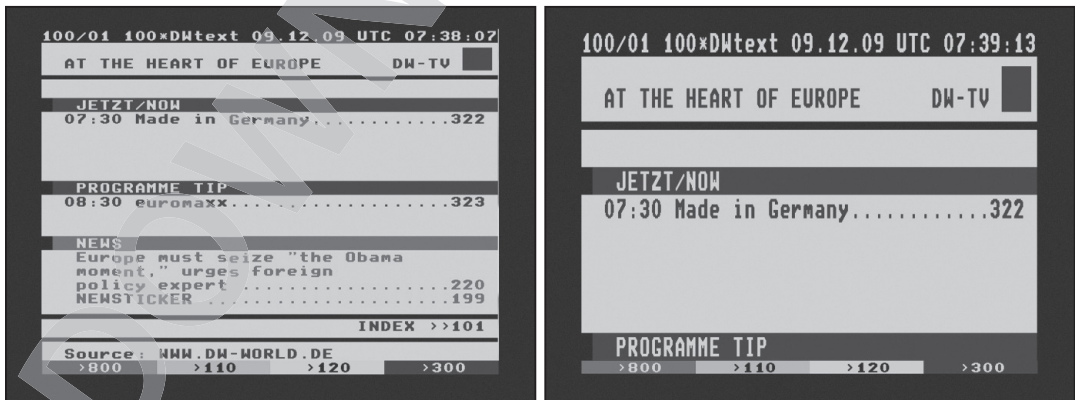 100/01 100*DWtext 09.12.09 UTC 07:38:07
AT THE HEART OF EUROPE DW-TV
JETZT/NOW
07:30 Made in Germany............322
PROGRAMME TIP
08:30 euromaxx...................323
NEWS
Europe must seize "the Obama
moment," urges foreign
policy expert ...................220
NEWSTICKER ......................199
INDEX >>101
Source: WWW.DW-WORLD.DE
>800 >110 >120 >300
100/01 100*DWtext 09.12.09 UTC 07:39:13
AT THE HEART OF EUROPE DW-TV
JETZT/NOW
07:30 Made in Germany............322
PROGRAMME TIP
>800 >110 >120 >300
DOWN